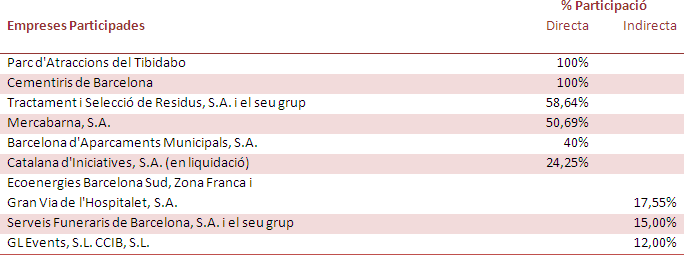 % Participació
Empreses Participades Directa Indirecta
Parc d'Atraccions del Tibidabo 100%
Cementiris de Barcelona 100%
Tractament i Selecció de Residus, S.A. i el seu grup 58,64%
Mercabarna, S.A. 50,69%
Barcelona d'Aparcaments Municipals, S.A. 40%
Catalana d'Iniciatives, S.A. (en liquidació) 24,25%
Ecoenergies Barcelona Sud, Zona Franca i
Gran Via de l'Hospitalet, S.A. 17,55%
Serveis Funeraris de Barcelona, S.A. i el seu grup 15,00%
GL Events, S.L. CCIB, S.L. 12,00%